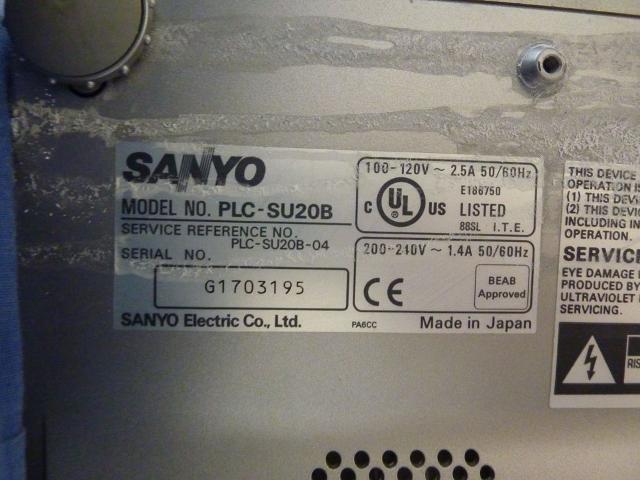 SANYO
MODEL NO. PLC-SU20B
SERVICE REFERENCE NO.
PLC-SU20B-04
SERIAL NO.
G1703195
SANYO Electric Co., Ltd.
100-120V ~ 2.5A 50/60Hz
E186750
C UL US LISTED
88SL I.T.E.
200-240V ~ 1.4A 50/60Hz
CE
BEAB
Approved
PA6CC
Made in Japan
THIS DEVICE
OPERATION I
(1) THIS DEVI
(2) THIS DEVI
INCLUDING IN
OPERATION.
SERVICE
EYE DAMAGE
PRODUCED BY
ULTRAVIOLET
SERVICING.
RIS